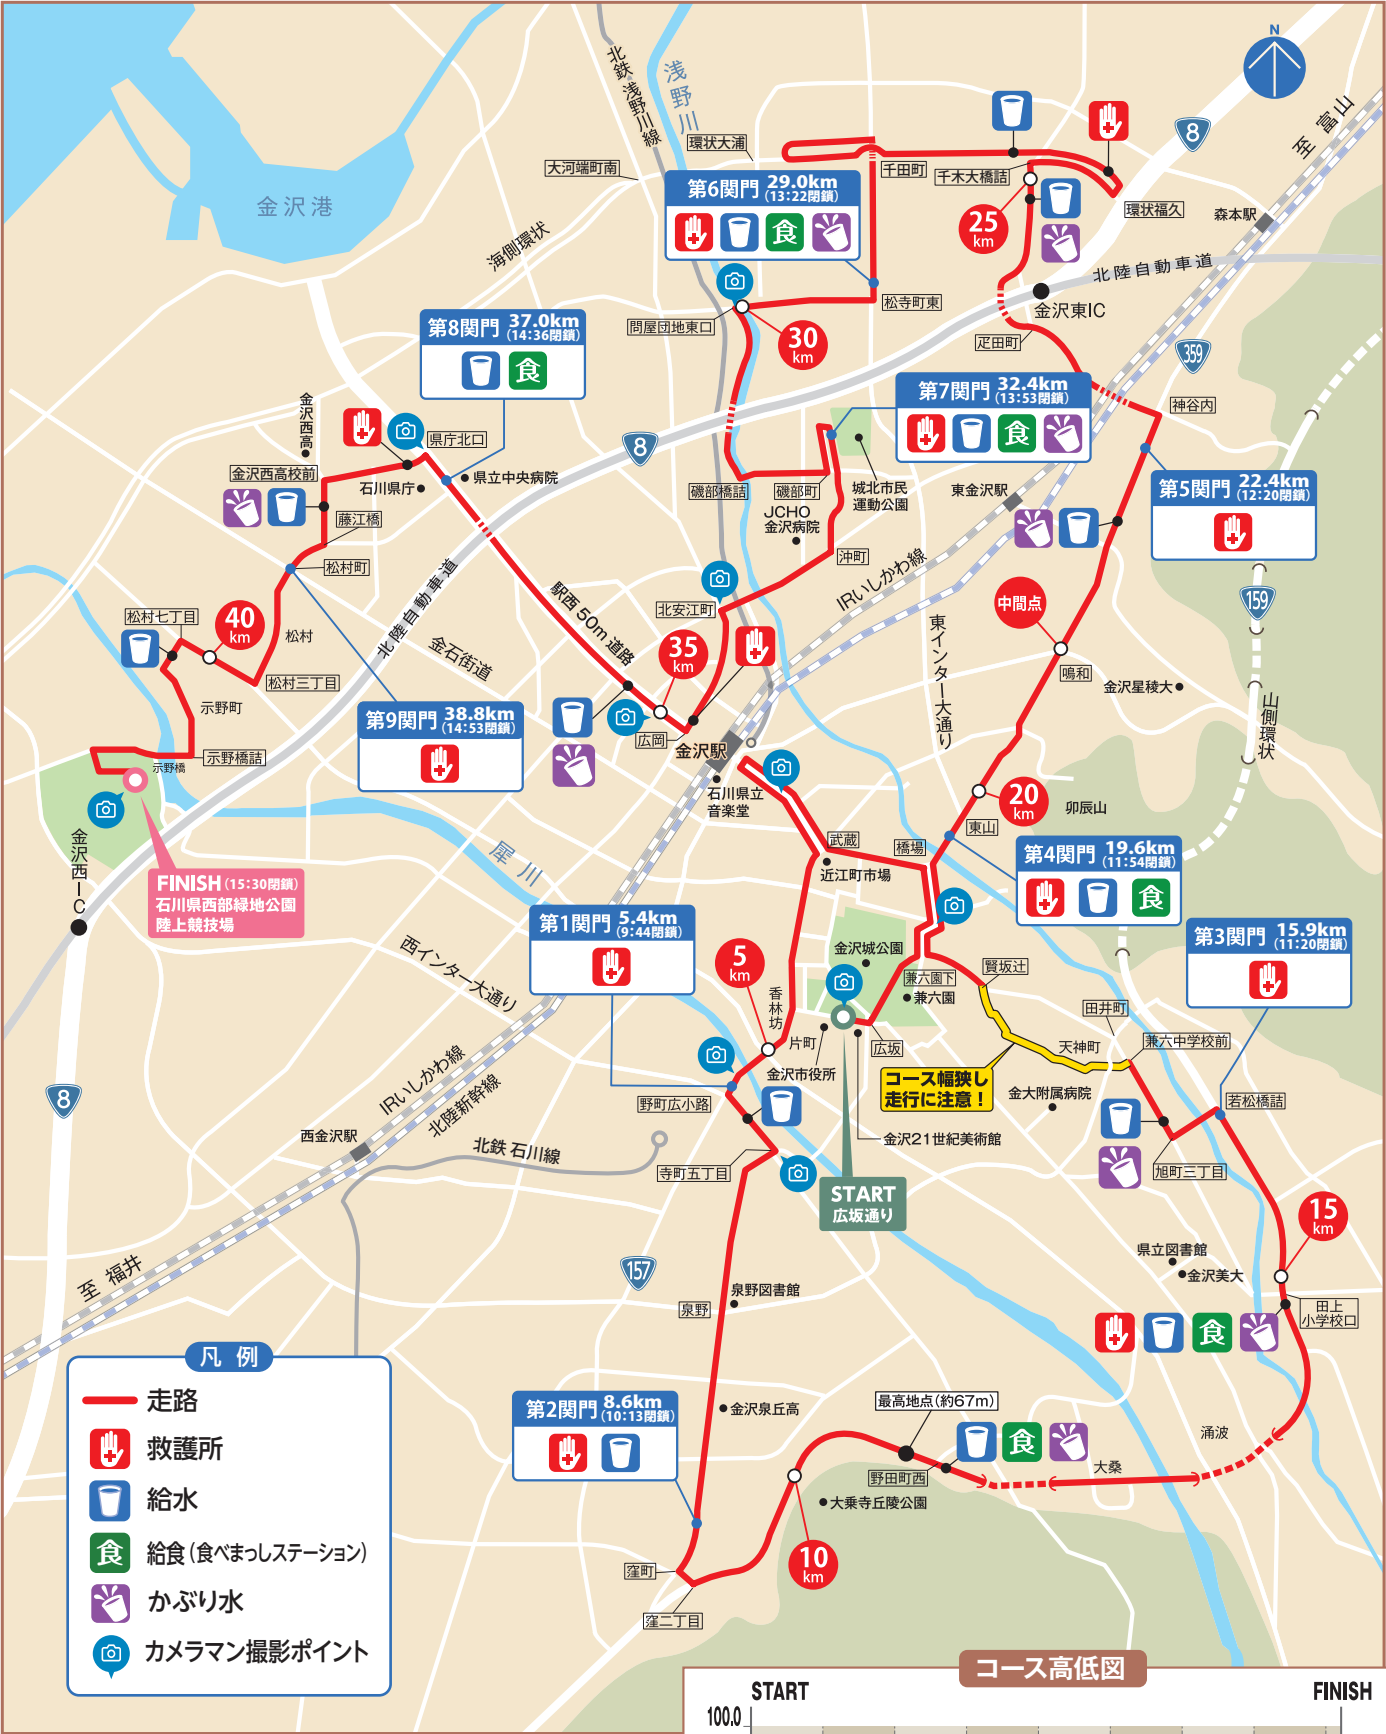 N
北鉄 浅野川線
浅野川
8
至 富山
環状大浦
大河端町南
千田町
千木大橋詰
環状福久
森本駅
金沢港
海側環状
第6関門 29.0km
(13:22閉鎖)
食
25
km
北陸自動車道
金沢東IC
松寺町東
問屋団地東口
30
km
疋田町
359
第8関門 37.0km
(14:36閉鎖)
食
第7関門 32.4km
(13:53閉鎖)
食
神谷内
金沢西高
県庁北口
8
金沢西高校前
石川県庁
県立中央病院
磯部橋詰
磯部町
城北市民
運動公園
東金沢駅
第5関門 22.4km
(12:20閉鎖)
JCHO
金沢病院
藤江橋
沖町
松村町
北陸自動車道
駅西50m道路
IRいしかわ線
中間点
159
松村七丁目
40
km
松村
北安江町
東インター大通り
金石街道
35
km
鳴和
金沢星稜大
松村三丁目
示野町
山側環状
第9関門 38.8km
(14:53閉鎖)
広岡
金沢駅
示野橋詰
示野橋
石川県立
音楽堂
20
km
卯辰山
東山
武蔵
橋場
金沢西IC
犀川
近江町市場
第4関門 19.6km
(11:54閉鎖)
食
FINISH (15:30閉鎖)
石川県西部緑地公園
陸上競技場
第1関門 5.4km
(9:44閉鎖)
西インター大通り
5
km
金沢城公園
第3関門 15.9km
(11:20閉鎖)
兼六園下
賢坂辻
兼六園
香林坊
田井町
片町
広坂
天神町
兼六中学校前
金沢市役所
コース幅狭し
走行に注意！
金大附属病院
若松橋詰
8
IRいしかわ線
北陸新幹線
西金沢駅
野町広小路
北鉄 石川線
金沢21世紀美術館
寺町五丁目
旭町三丁目
START
広坂通り
15
km
県立図書館
金沢美大
至 福井
157
泉野図書館
泉野
田上
小学校口
食
凡 例
走路
救護所
給水
食
給食(食べまっしステーション)
かぶり水
カメラマン撮影ポイント
第2関門 8.6km
(10:13閉鎖)
金沢泉丘高
最高地点(約67m)
食
涌波
大桑
野田町西
大乗寺丘陵公園
10
km
窪町
窪二丁目
コース高低図
START
FINISH
100.0